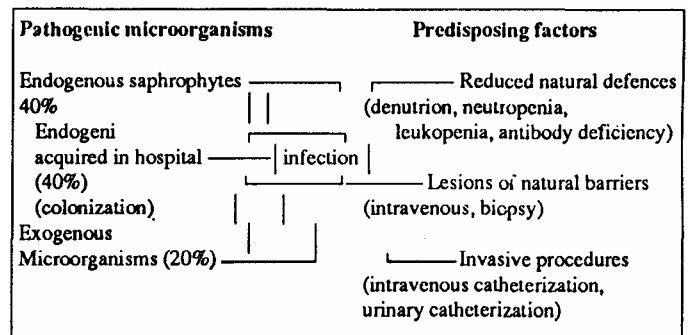 Pathogenic microorganisms
Predisposing factors
Endogenous saphrophytes
40%
Endogeni
acquired in hospital
(40%)
(colonization)
Exogenous
Microorganisms (20%)
infection
Reduced natural defences
(denutrion, neutropenia,
leukopenia, antibody deficiency)
Lesions of natural barriers
(intravenous, biopsy)
Invasive procedures
(intravenous catheterization,
urinary catheterization)